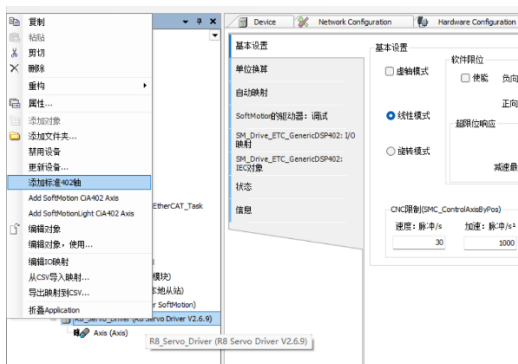 Device
Network Configuration
Hardware Configuration
复制
粘贴
剪切
删除
重构
属性...
添加对象
添加文件夹...
禁用设备
更新设备...
添加标准402轴
Add SoftMotion CiA402 Axis
Add SoftMotionLight CiA402 Axis
编辑对象
编辑对象，使用...
编辑IO映射
从CSV导入映射...
导出映射到CSV...
折叠Application
EtherCAT_Task
模块)
本地从站)
r SoftMotion)
R8_Servo_Driver (R8 Servo Driver V2.6.9)
Axis (Axis)
R8_Servo_Driver (R8 Servo Driver V2.6.9)
基本设置
单位换算
自动映射
SoftMotion的驱动器：调试
SM_Drive_ETC_GenericDSP402: I/O
映射
SM_Drive_ETC_GenericDSP402:
IEC对象
状态
信息
基本设置
虚轴模式
线性模式
旋转模式
软件限位
使能 负向
正向
超限位响应
减速最
CNC限制(SMC_ControlAxisByPos)
速度：脉冲/s 加速：脉冲/s²
30 1000